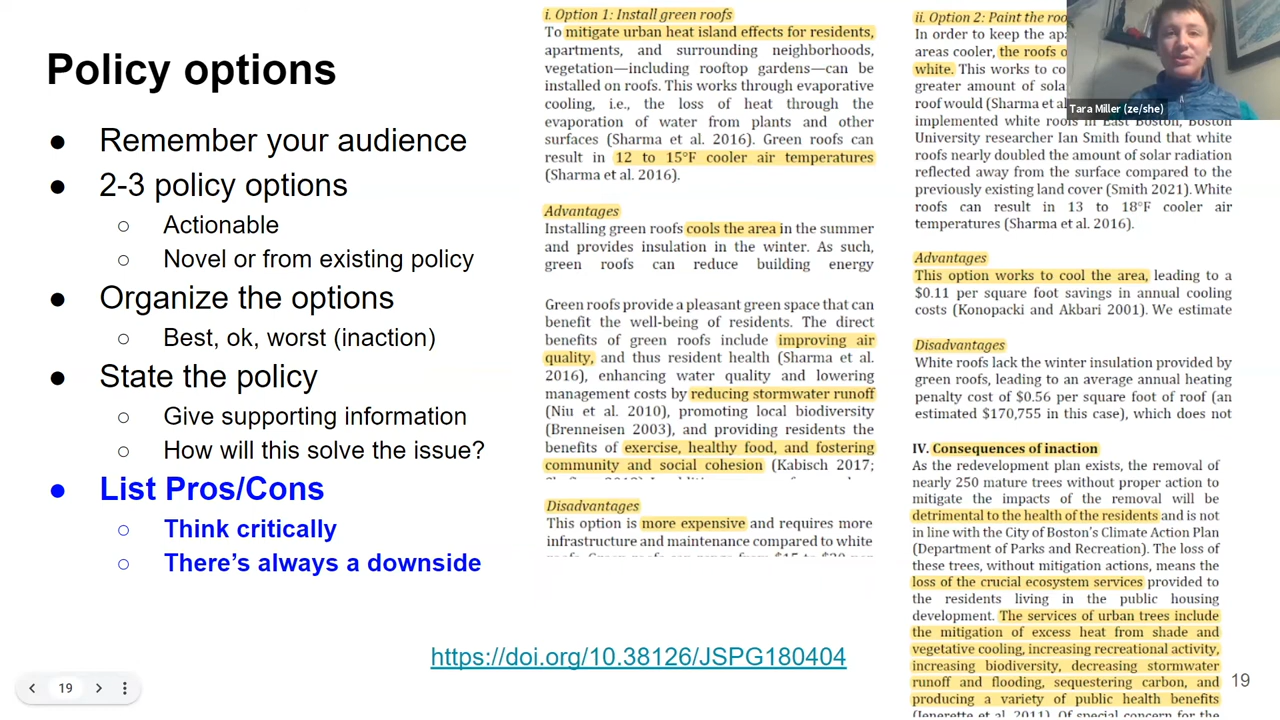 Policy options
● Remember your audience
● 2-3 policy options
○ Actionable
○ Novel or from existing policy
● Organize the options
○ Best, ok, worst (inaction)
● State the policy
○ Give supporting information
○ How will this solve the issue?
● List Pros/Cons
○ Think critically
○ There's always a downside
i. Option 1: Install green roofs
To mitigate urban heat island effects for residents,
apartments, and surrounding neighborhoods,
vegetation—including rooftop gardens—can be
installed on roofs. This works through evaporative
cooling, i.e., the loss of heat through the
evaporation of water from plants and other
surfaces (Sharma et al. 2016). Green roofs can
result in 12 to 15°F cooler air temperatures
(Sharma et al. 2016).
Advantages
Installing green roofs cools the area in the summer
and provides insulation in the winter. As such,
green roofs can reduce building energy
Green roofs provide a pleasant green space that can
benefit the well-being of residents. The direct
benefits of green roofs include improving air
quality, and thus resident health (Sharma et al.
2016), enhancing water quality and lowering
management costs by reducing stormwater runoff
(Niu et al. 2010), promoting local biodiversity
(Brenneisen 2003), and providing residents the
benefits of exercise, healthy food, and fostering
community and social cohesion (Kabisch 2017;
Disadvantages
This option is more expensive and requires more
infrastructure and maintenance compared to white
ii. Option 2: Paint the roo
In order to keep the
areas cooler, the roofs o
white. This works to co
greater amount of sola
roof would (Sharma et al
implemented white roofs in East Boston, Boston
University researcher Ian Smith found that white
roofs nearly doubled the amount of solar radiation
reflected away from the surface compared to the
previously existing land cover (Smith 2021). White
roofs can result in 13 to 18°F cooler air
temperatures (Sharma et al. 2016).
Advantages
This option works to cool the area, leading to a
$0.11 per square foot savings in annual cooling
costs (Konopacki and Akbari 2001). We estimate
Disadvantages
White roofs lack the winter insulation provided by
green roofs, leading to an average annual heating
penalty cost of $0.56 per square foot of roof (an
estimated $170,755 in this case), which does not
IV. Consequences of inaction
As the redevelopment plan exists, the removal of
nearly 250 mature trees without proper action to
mitigate the impacts of the removal will be
detrimental to the health of the residents and is not
in line with the City of Boston's Climate Action Plan
(Department of Parks and Recreation). The loss of
these trees, without mitigation actions, means the
loss of the crucial ecosystem services provided to
the residents living in the public housing
development. The services of urban trees include
the mitigation of excess heat from shade and
vegetative cooling, increasing recreational activity,
increasing biodiversity, decreasing stormwater
runoff and flooding, sequestering carbon, and
producing a variety of public health benefits
(Jenerette et al. 2011). Of special concern for the
Tara Miller (ze/she)
https://doi.org/10.38126/JSPG180404
19
19